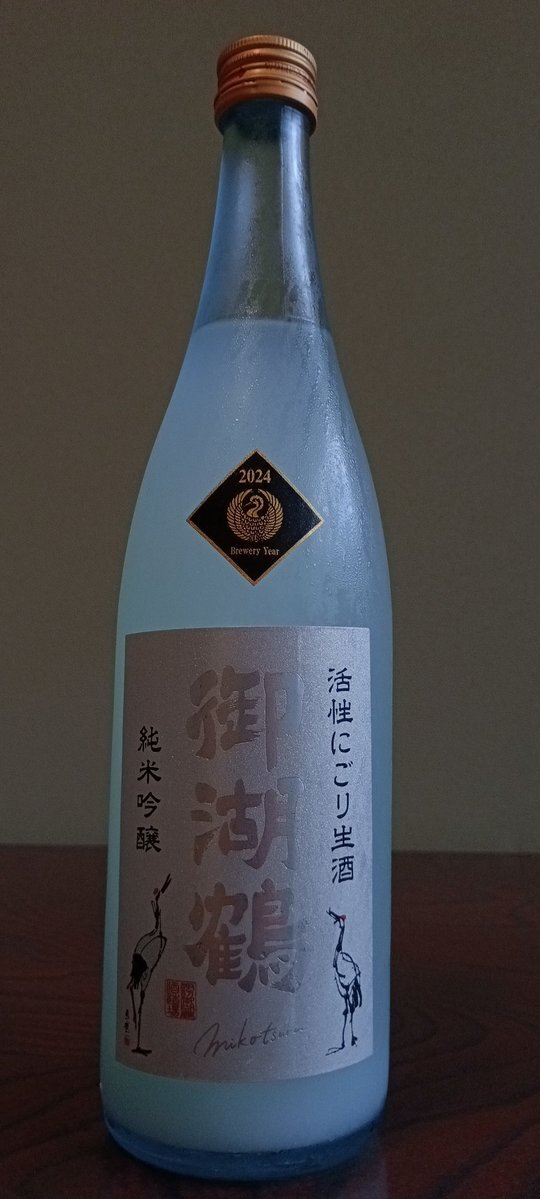 2024
Brewery Year
活性にごり生酒
御湖鶴
純米吟醸
mikotsuru